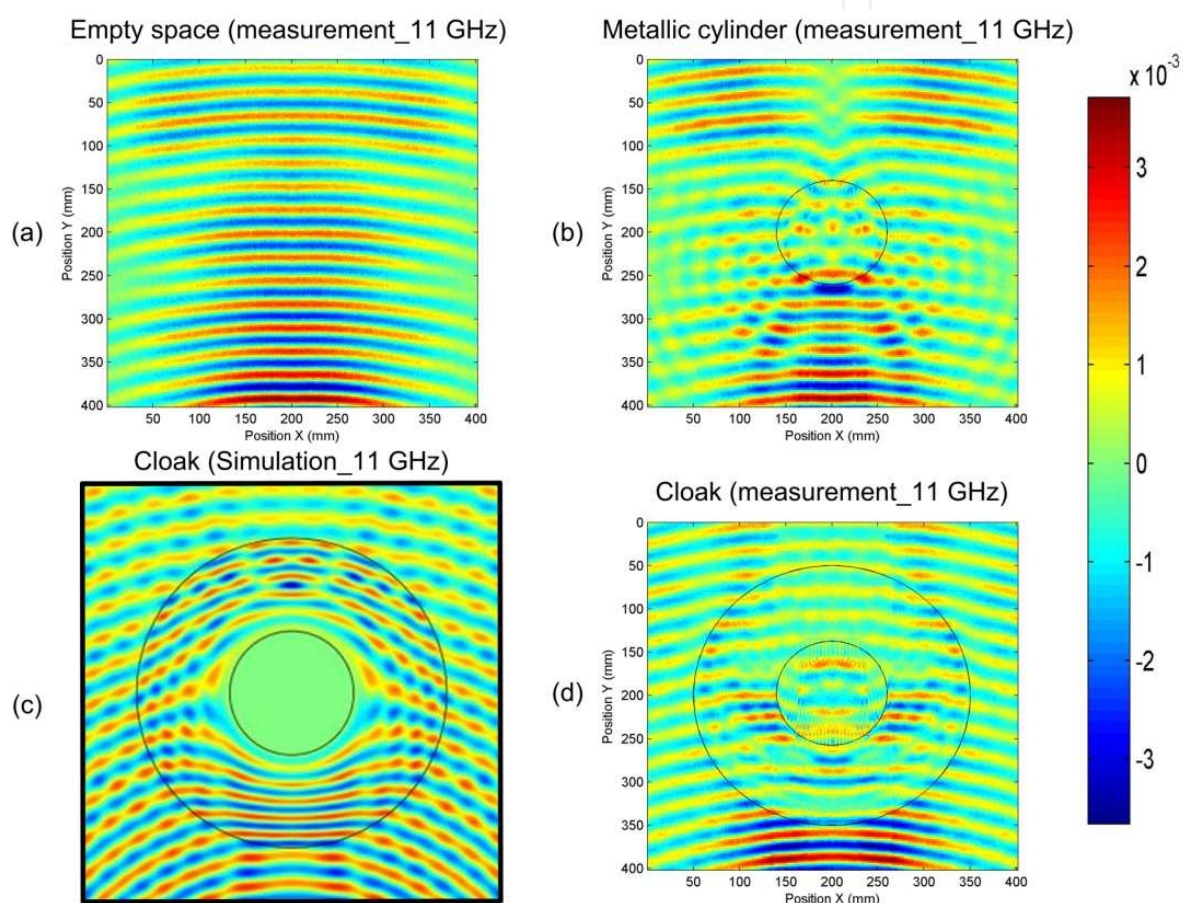 Empty space (measurement_11 GHz)
Metallic cylinder (measurement_11 GHz)
x 10-3
0
50
100
150
200
250
300
350
400
Position Y (mm)
50 100 150 200 250 300 350 400
Position X (mm)
(a)
0
50
100
150
200
250
300
350
400
Position Y (mm)
50 100 150 200 250 300 350 400
Position X (mm)
(b)
3
2
1
0
-1
-2
-3
Cloak (Simulation_11 GHz)
(c)
Cloak (measurement_11 GHz)
0
50
100
150
200
250
300
350
400
Position Y (mm)
50 100 150 200 250 300 350 400
Position X (mm)
(d)